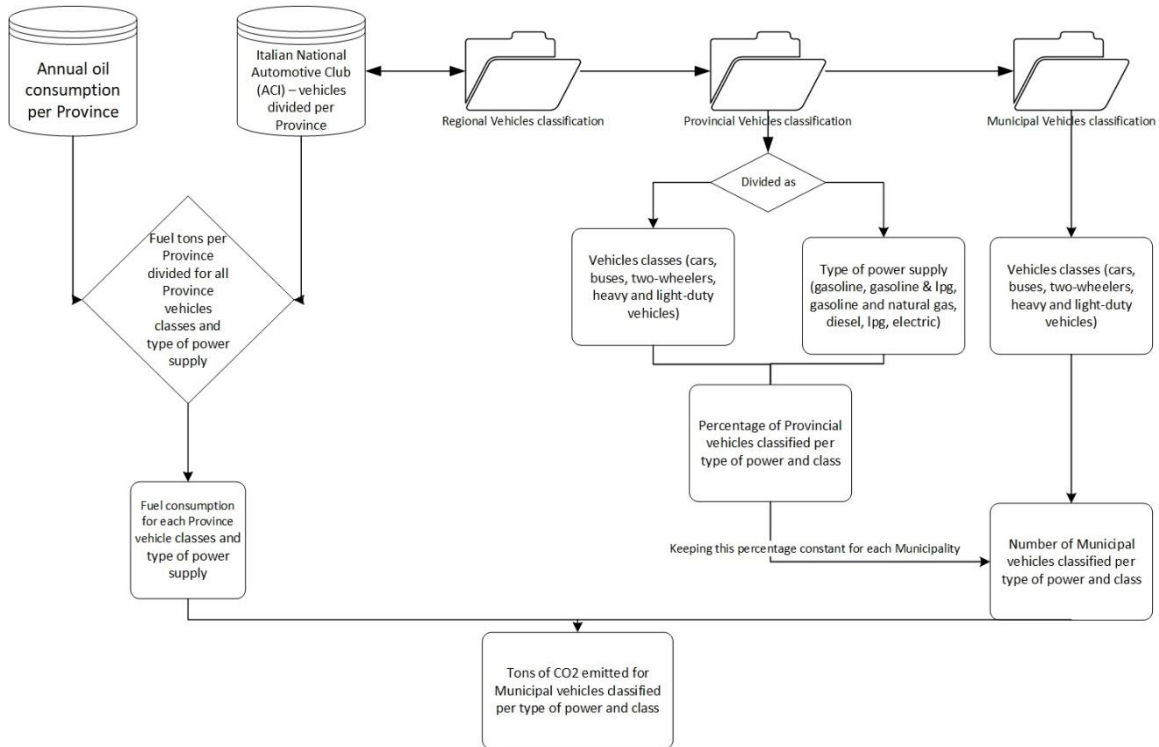 Annual oil
consumption
per Province
Italian National
Automotive Club
(ACI) – vehicles
divided per
Province
Regional Vehicles classification
Provincial Vehicles classification
Municipal Vehicles classification
Divided as
Fuel tons per
Province
divided for all
Province
vehicles
classes and
type of power
supply
Vehicles classes (cars,
buses, two-wheelers,
heavy and light-duty
vehicles)
Type of power supply
(gasoline, gasoline & lpg,
gasoline and natural gas,
diesel, lpg, electric)
Vehicles classes (cars,
buses, two-wheelers,
heavy and light-duty
vehicles)
Percentage of Provincial
vehicles classified per
type of power and class
Fuel consumption
for each Province
vehicle classes and
type of power
supply
Keeping this percentage constant for each Municipality
Number of Municipal
vehicles classified per
type of power and class
Tons of CO2 emitted for
Municipal vehicles classified
per type of power and class